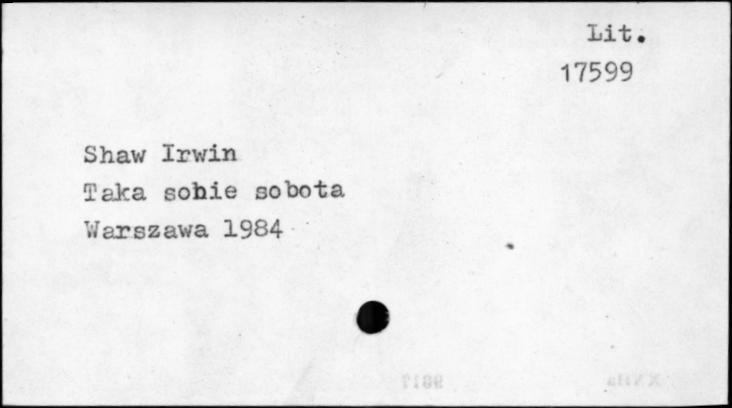 Lit.
17599
Shaw Irwin
Taka sobie sobota
Warszawa 1984